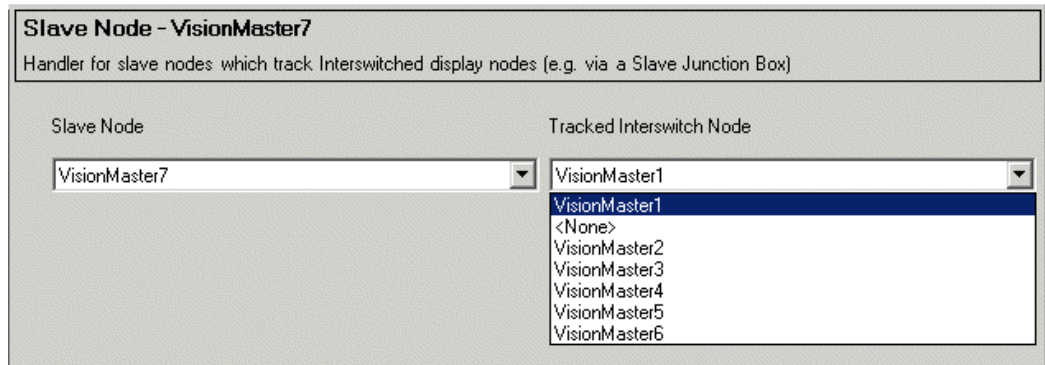 Slave Node - VisionMaster7
Handler for slave nodes which track Interswitched display nodes (e.g. via a Slave Junction Box)
Slave Node
Tracked Interswitch Node
VisionMaster7
VisionMaster1
VisionMaster1
<None>
VisionMaster2
VisionMaster3
VisionMaster4
VisionMaster5
VisionMaster6